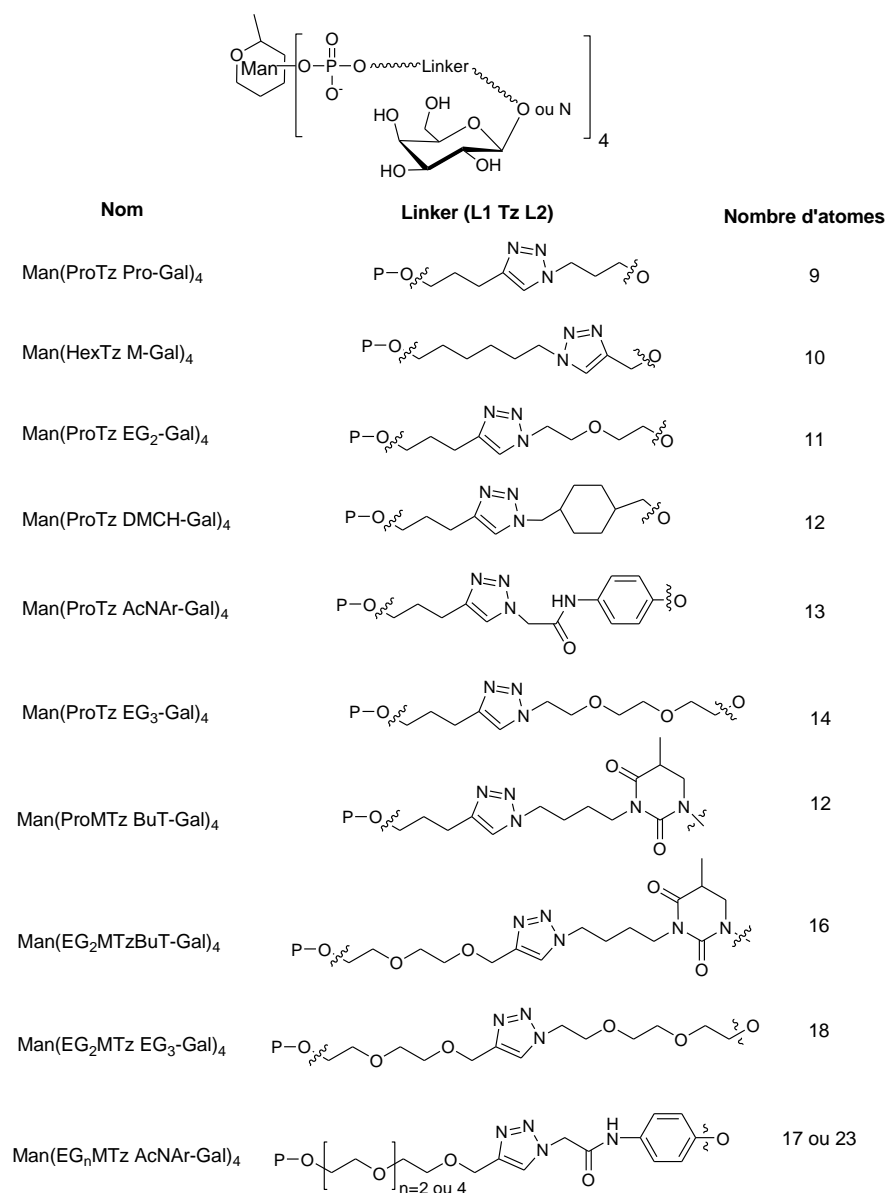 O
Man
O
P
O
O
O-
Linker
O ou N
OH
HO
O
HO
OH
4
Nom Linker (L1 Tz L2) Nombre d'atomes
Man(ProTz Pro-Gal)4 P-O N=N N N O 9
Man(HexTz M-Gal)4 P-O N N=N O 10
Man(ProTz EG2-Gal)4 P-O N=N N O O 11
Man(ProTz DMCH-Gal)4 P-O N=N N O 12
Man(ProTz AcNAr-Gal)4 P-O N=N N HN O O 13
Man(ProTz EG3-Gal)4 P-O N=N N O O O 14
Man(ProMTz BuT-Gal)4 P-O N=N N O N N O 12
Man(EG2MTzBuT-Gal)4 P-O O O N=N N O N N O 16
Man(EG2MTz EG3-Gal)4 P-O O O N=N N O O O 18
Man(EGnMTz AcNAr-Gal)4 P-O O n=2 ou 4 O N=N N O H N O 17 ou 23